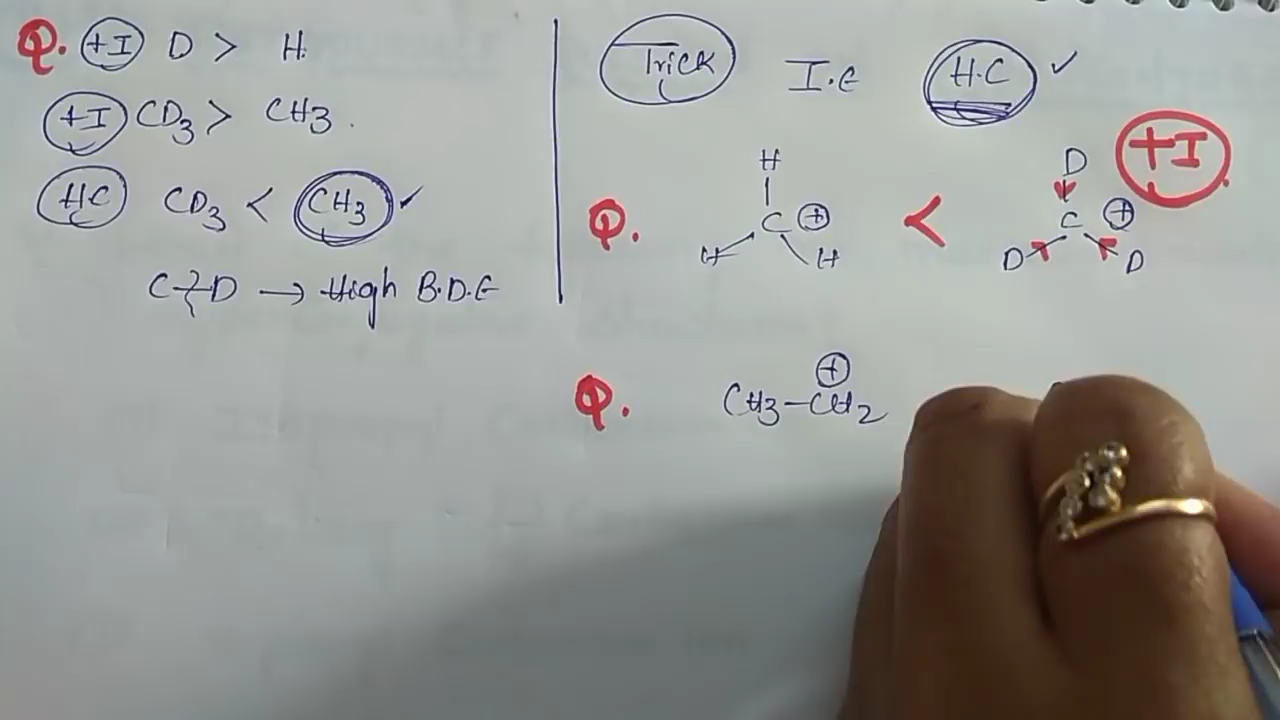 Q. +I D > H
+I CD3 > CH3
HC CD3 < CH3 ✓
C-D → High B.D.E
Trick I.E H.C ✓
+I
H D
Q. C ⊕ < C ⊕
H H D D
⊕
Q. CH3-CH2